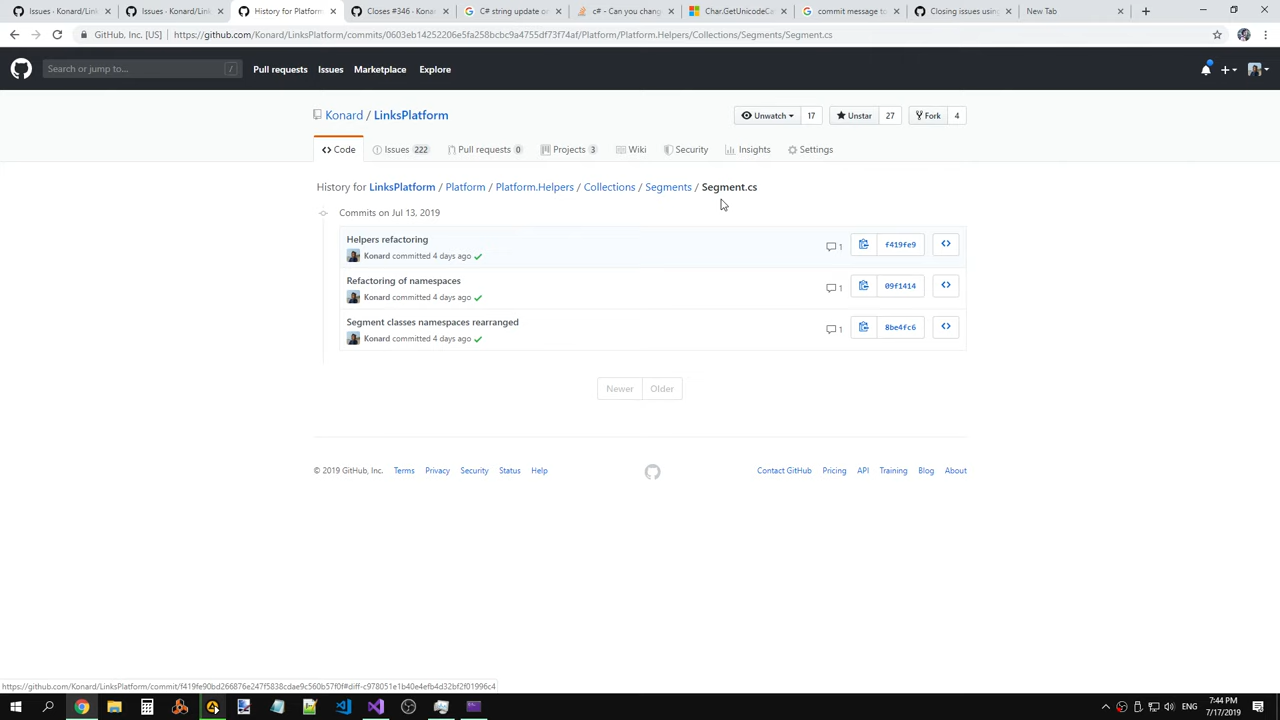 Issues · Konard/Link
Issues · Konard/Link
History for Platform
Closes #346 · Konar
C# string update on
c# - Can you chang
Char.GetUnicodeCa
commit message to
Closing issues using
New Tab
GitHub, Inc. [US] https://github.com/Konard/LinksPlatform/commits/0603eb14252206e5fa258bcbc9a4755df73f74af/Platform/Platform.Helpers/Collections/Segments/Segment.cs
Search or jump to... / Pull requests Issues Marketplace Explore
Konard / LinksPlatform
Unwatch 17 Unstar 27 Fork 4
Code Issues 222 Pull requests 0 Projects 3 Wiki Security Insights Settings
History for LinksPlatform / Platform / Platform.Helpers / Collections / Segments / Segment.cs
Commits on Jul 13, 2019
Helpers refactoring
Konard committed 4 days ago
1 f419fe9
Refactoring of namespaces
Konard committed 4 days ago
1 09f1414
Segment classes namespaces rearranged
Konard committed 4 days ago
1 8be4fc6
Newer Older
© 2019 GitHub, Inc. Terms Privacy Security Status Help
Contact GitHub Pricing API Training Blog About
https://github.com/Konard/LinksPlatform/commit/f419fe90bd266876e247f5838cdae9c560b57f0f#diff-c978051e1b40e4efb4d32bf2f01996c4
ENG
7:44 PM
7/17/2019